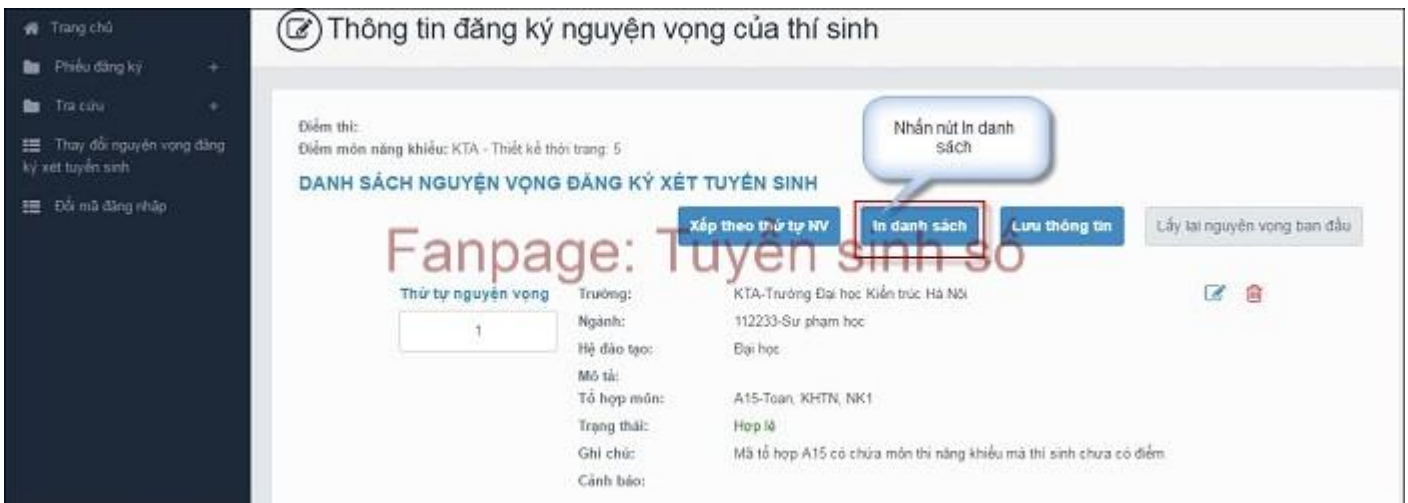 Trang chủ
Phiếu đăng ký +
Tra cứu +
Thay đổi nguyện vọng đăng
ký xét tuyển sinh
Đổi mã đăng nhập
Thông tin đăng ký nguyện vọng của thí sinh
Điểm thi:
Điểm môn năng khiếu: KTA - Thiết kế thời trang: 5
Nhấn nút In danh
sách
DANH SÁCH NGUYỆN VỌNG ĐĂNG KÝ XÉT TUYỂN SINH
Xếp theo thứ tự NV In danh sách Lưu thông tin Lấy lại nguyện vọng ban đầu
Fanpage: Tuyển sinh số
Thứ tự nguyện vọng
1
Trường: KTA-Trường Đại học Kiến trúc Hà Nội
Ngành: 112233-Sư phạm học
Hệ đào tạo: Đại học
Mô tả:
Tổ hợp môn: A15-Toan, KHTN, NK1
Trạng thái: Hợp lệ
Ghi chú: Mã tổ hợp A15 có chứa môn thi năng khiếu mà thí sinh chưa có điểm
Cảnh báo: